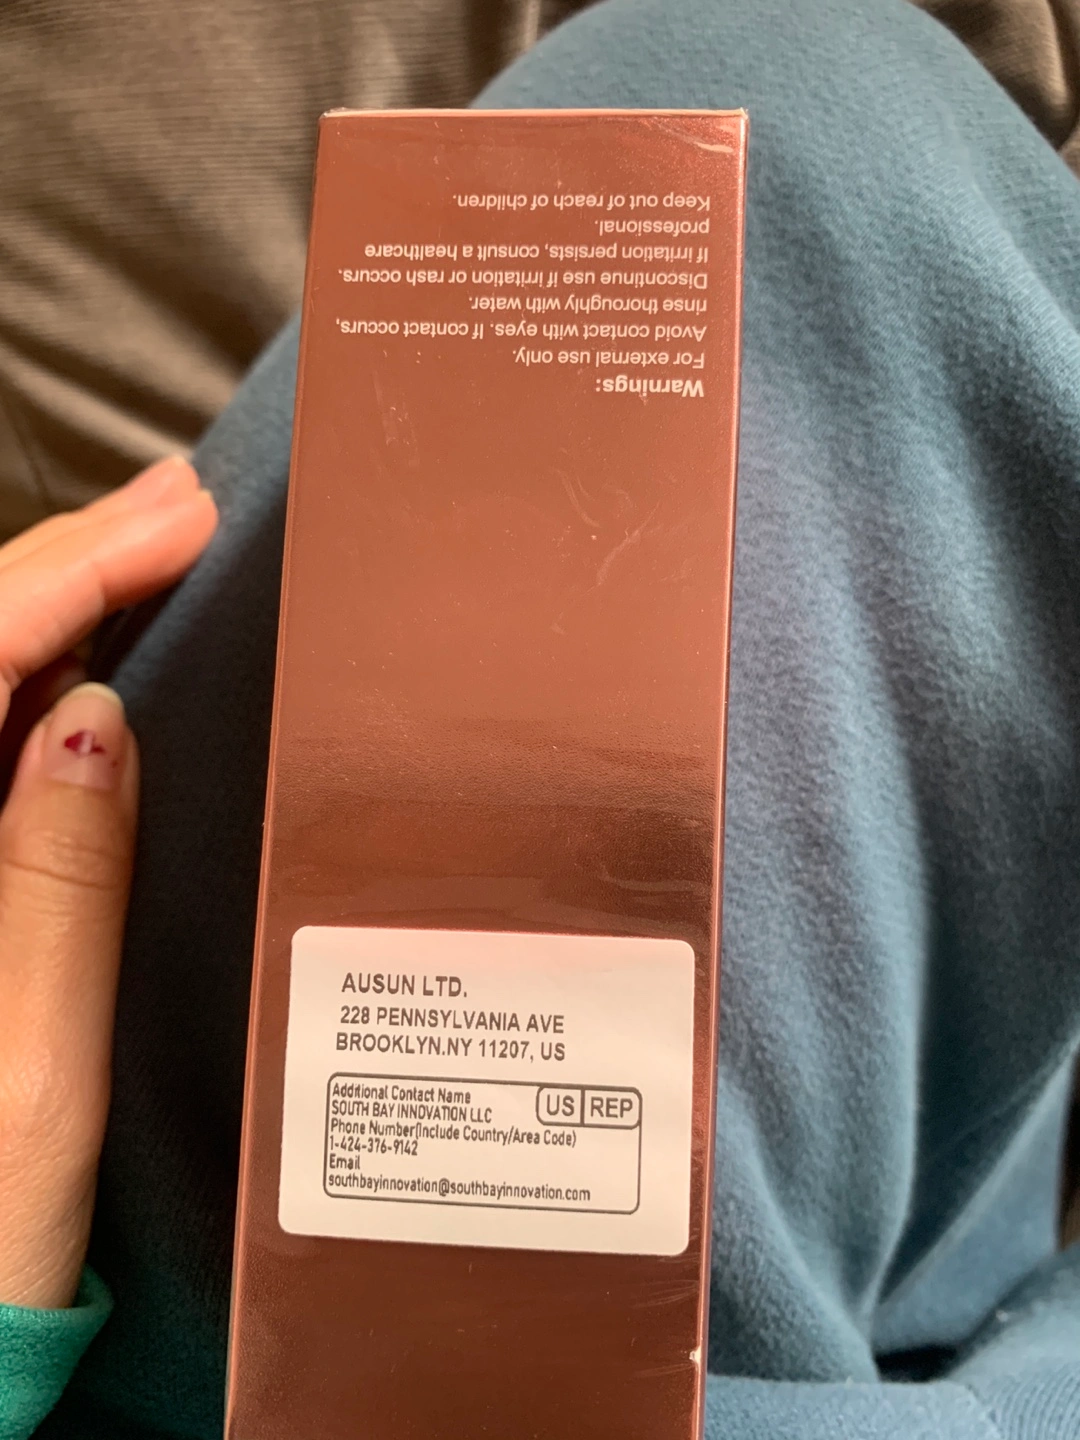 Warnings:
For external use only.
Avoid contact with eyes. If contact occurs,
rinse thoroughly with water.
Discontinue use if irritation or rash occurs.
If irritation persists, consult a healthcare
professional.
Keep out of reach of children.
AUSUN LTD.
228 PENNSYLVANIA AVE
BROOKLYN.NY 11207, US
Additional Contact Name
SOUTH BAY INNOVATION LLC
US REP
Phone Number(Include Country/Area Code)
1-424-376-9142
Email
southbayinnovation@southbayinnovation.com